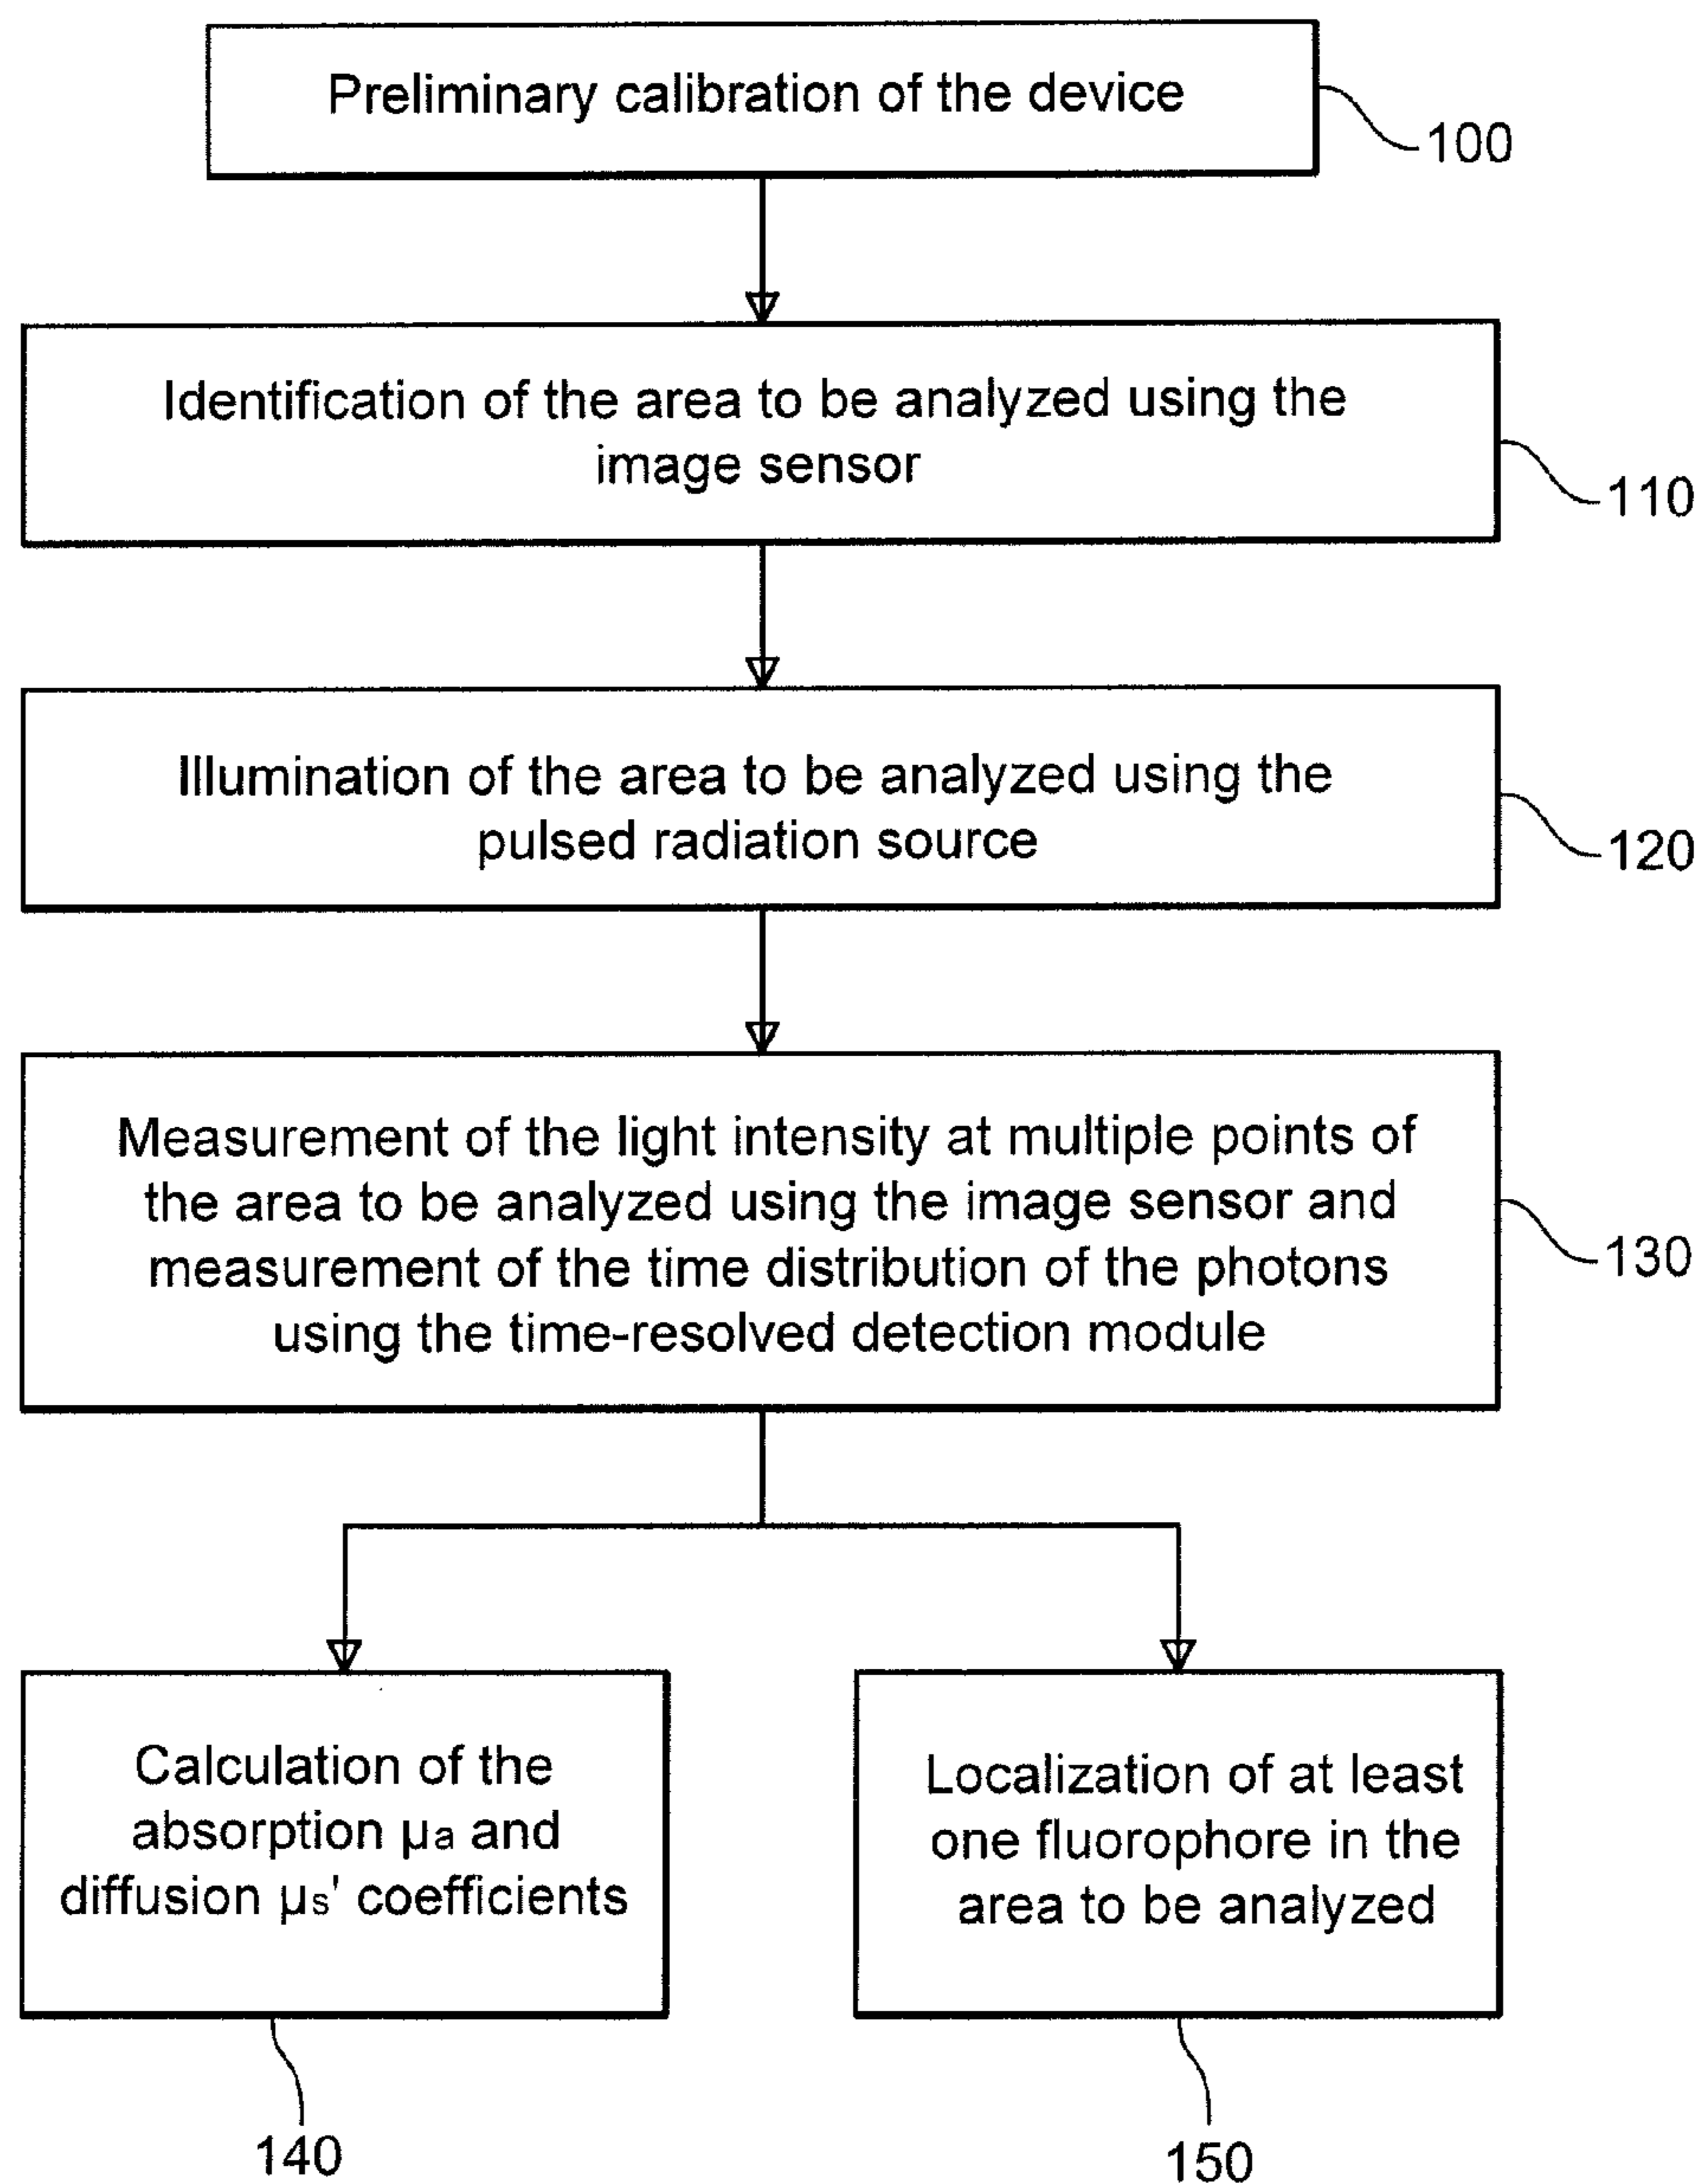 Preliminary calibration of the device
100
Identification of the area to be analyzed using the
image sensor
110
Illumination of the area to be analyzed using the
pulsed radiation source
120
Measurement of the light intensity at multiple points of
the area to be analyzed using the image sensor and
measurement of the time distribution of the photons
using the time-resolved detection module
130
Calculation of the
absorption μa and
diffusion μs' coefficients
140
Localization of at least
one fluorophore in the
area to be analyzed
150